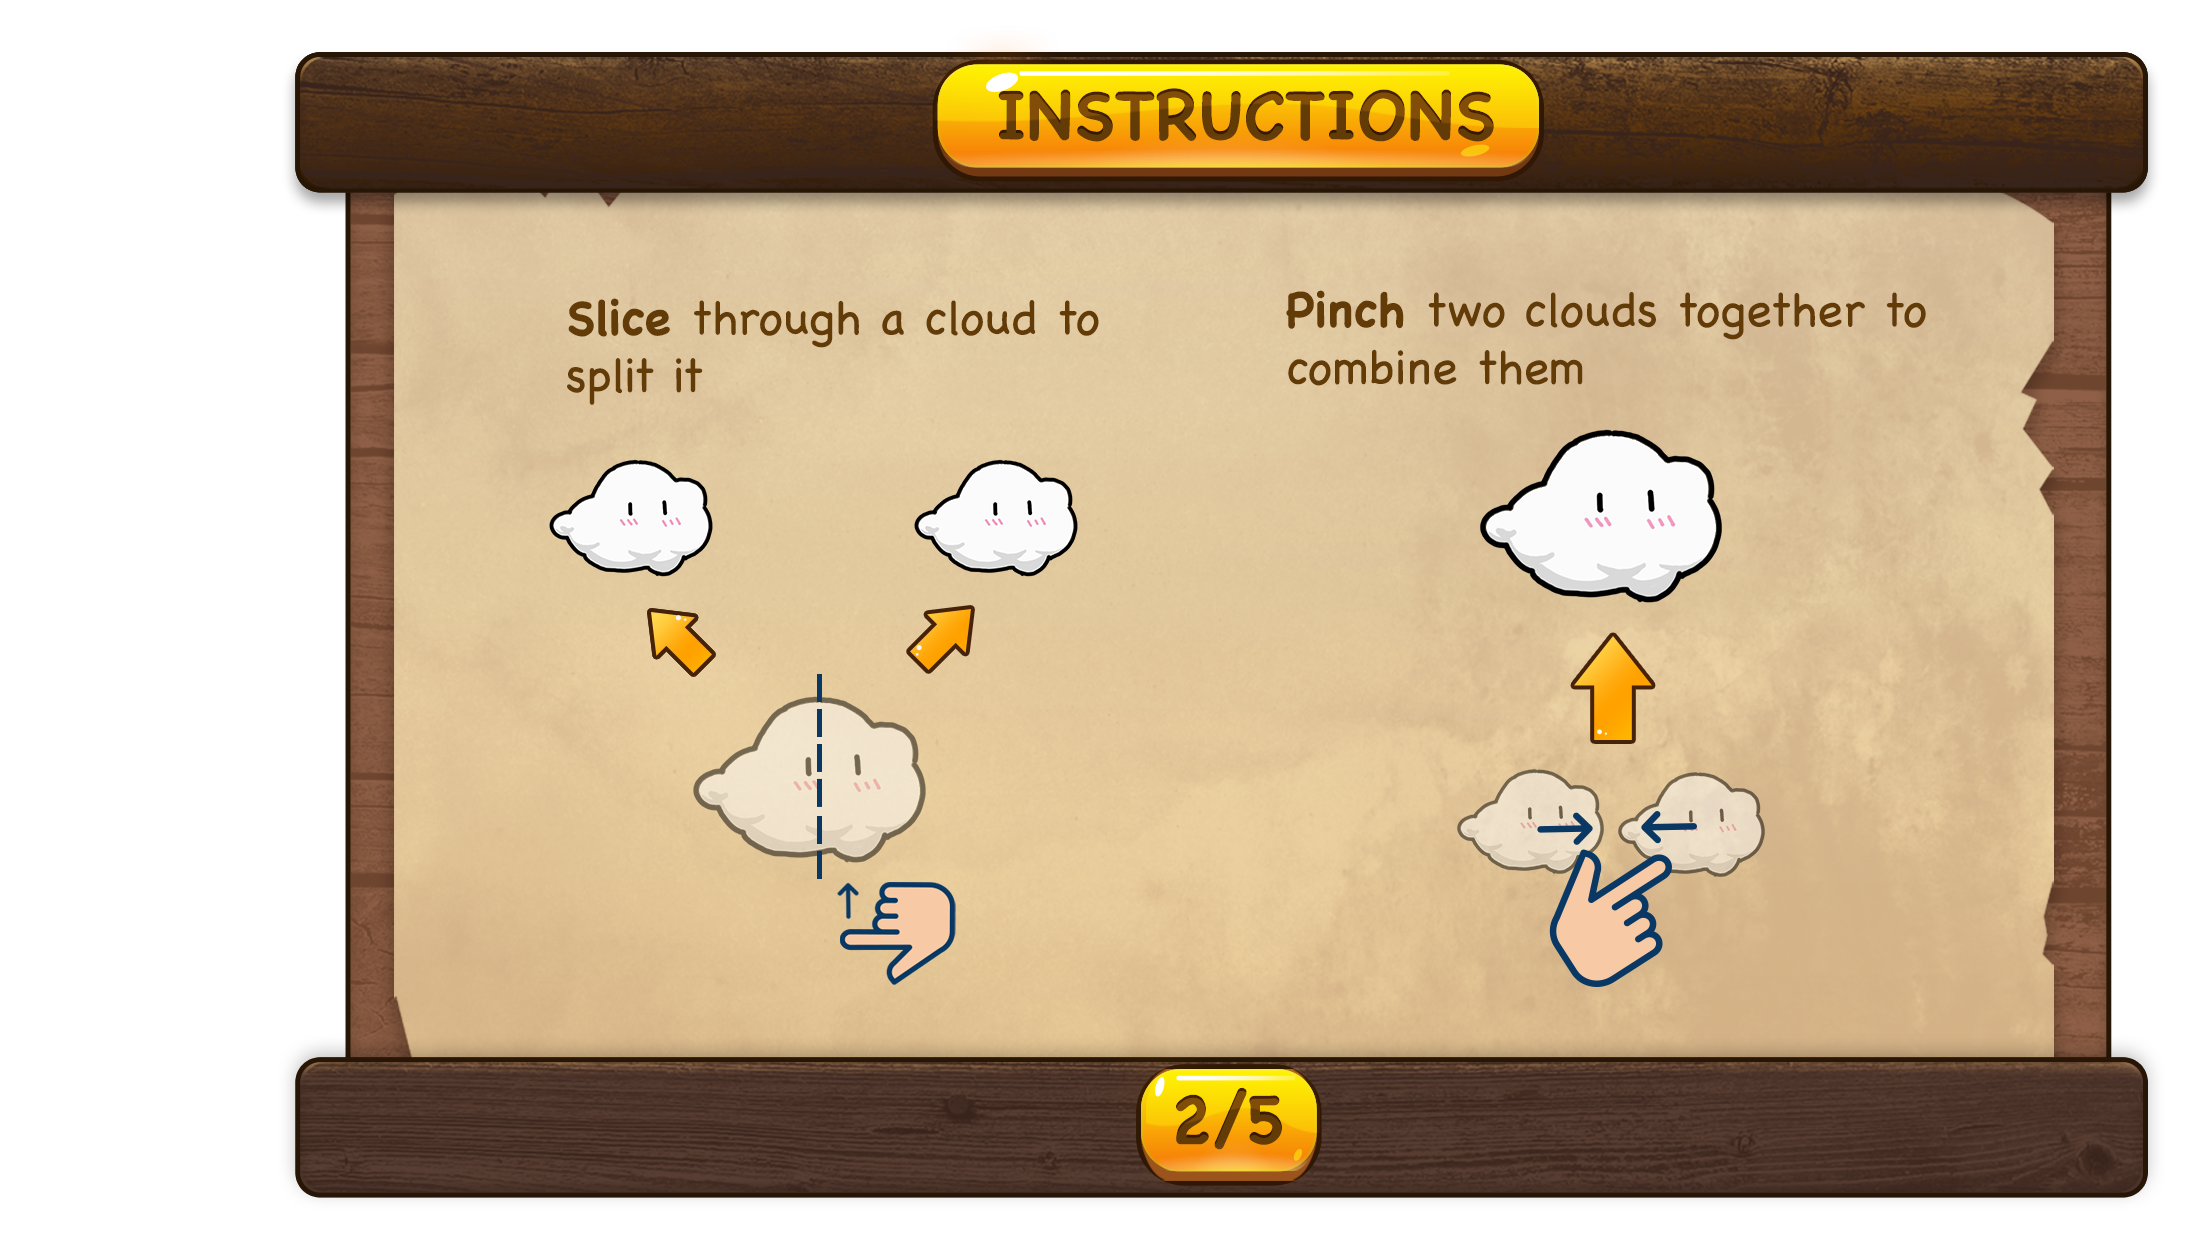 INSTRUCTIONS
Slice through a cloud to
split it
Pinch two clouds together to
combine them
2/5